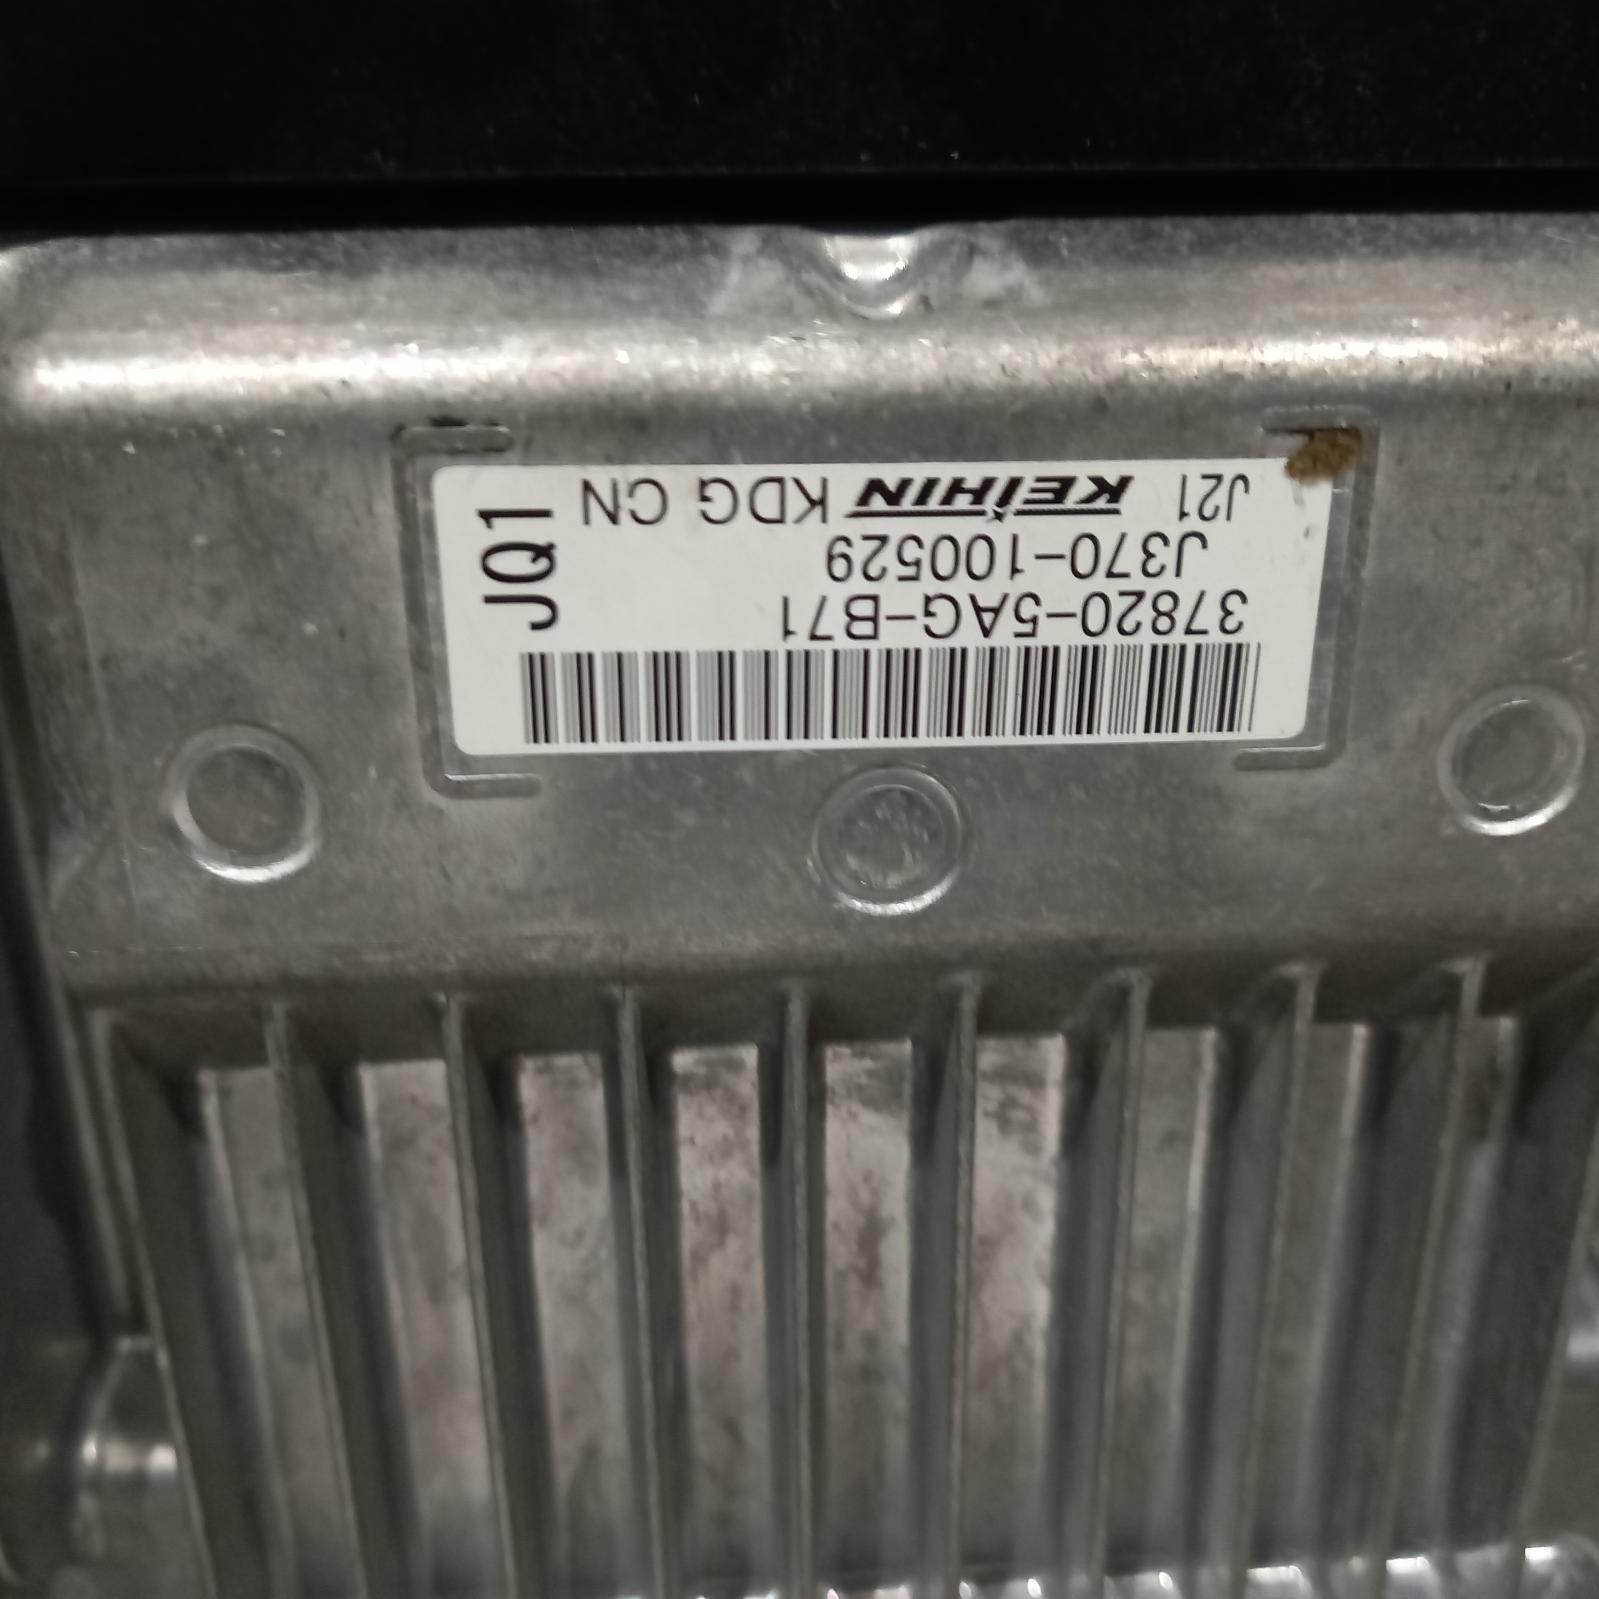 37820-5AG-B71
J370-100529
J21 KEIHIN KDG CN
JQ1